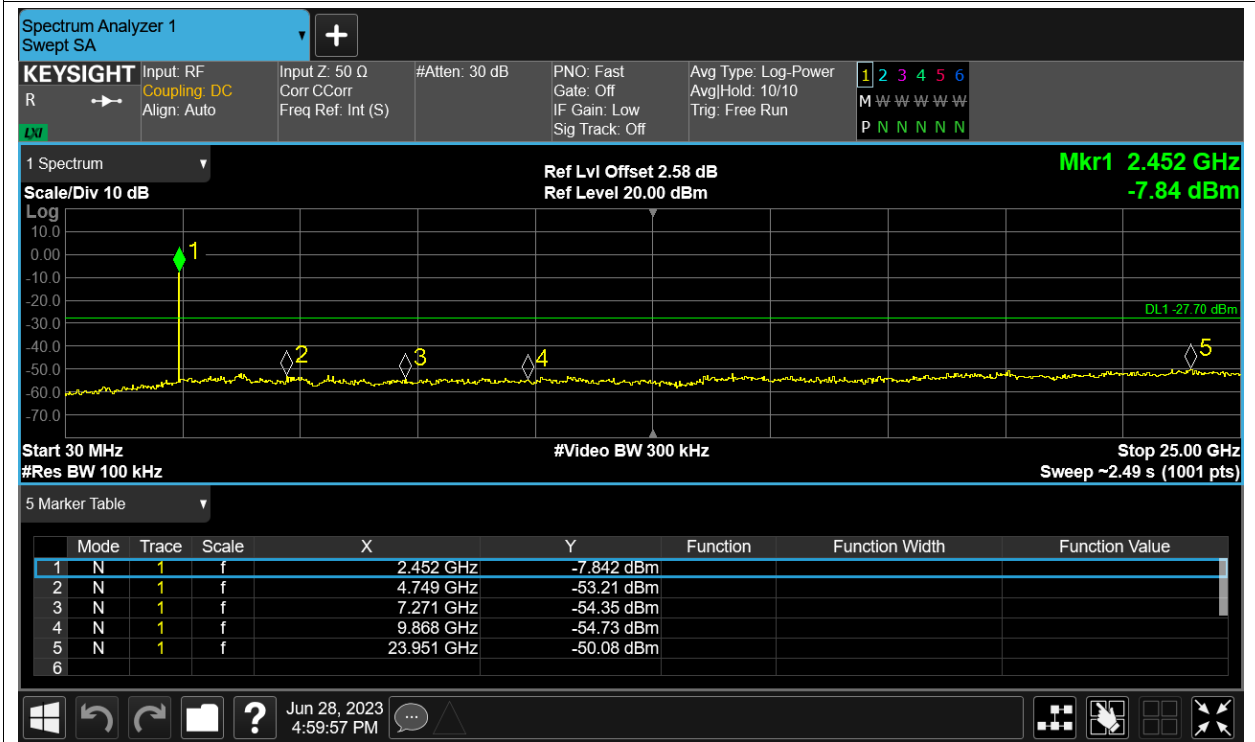 Spectrum Analyzer 1
Swept SA
KEYSIGHT
R
LXI
Input: RF
Coupling: DC
Align: Auto
Input Z: 50 Ω
Corr CCorr
Freq Ref: Int (S)
#Atten: 30 dB
PNO: Fast
Gate: Off
IF Gain: Low
Sig Track: Off
Avg Type: Log-Power
Avg|Hold: 10/10
Trig: Free Run
1 2 3 4 5 6
M W W W W W
P N N N N N
1 Spectrum
Scale/Div 10 dB
Ref Lvl Offset 2.58 dB
Ref Level 20.00 dBm
Mkr1 2.452 GHz
-7.84 dBm
Log
10.0
0.00
-10.0
-20.0
-30.0
-40.0
-50.0
-60.0
-70.0
1
2
3
4
5
DL1 -27.70 dBm
Start 30 MHz
#Video BW 300 kHz
Stop 25.00 GHz
#Res BW 100 kHz
Sweep ~2.49 s (1001 pts)
5 Marker Table
Mode Trace Scale X Y Function Function Width Function Value
1 N 1 f 2.452 GHz -7.842 dBm
2 N 1 f 4.749 GHz -53.21 dBm
3 N 1 f 7.271 GHz -54.35 dBm
4 N 1 f 9.868 GHz -54.73 dBm
5 N 1 f 23.951 GHz -50.08 dBm
6
?
Jun 28, 2023
4:59:57 PM